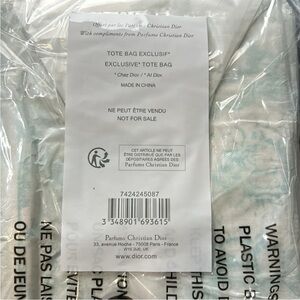 Offert par les Parfums Christian Dior
With compliments from Parfums Christian Dior
TOTE BAG EXCLUSIF*
EXCLUSIVE* TOTE BAG
* Chez Dior / * At Dior
MADE IN CHINA
NE PEUT ÊTRE VENDU
NOT FOR SALE
CET ARTICLE NE PEUT
ÊTRE DISTRIBUÉ QUE PAR LES
DÉPOSITAIRES AGRÉÉS DES
Parfums Christian Dior
7424245087
3 348901 693615
Parfums Christian Dior
33, avenue Hoche - 75008 Paris - France
www.dior.com
OU DE JEUN
NE PAS LAIS
WARNING
PLASTIC B
TO AVOID